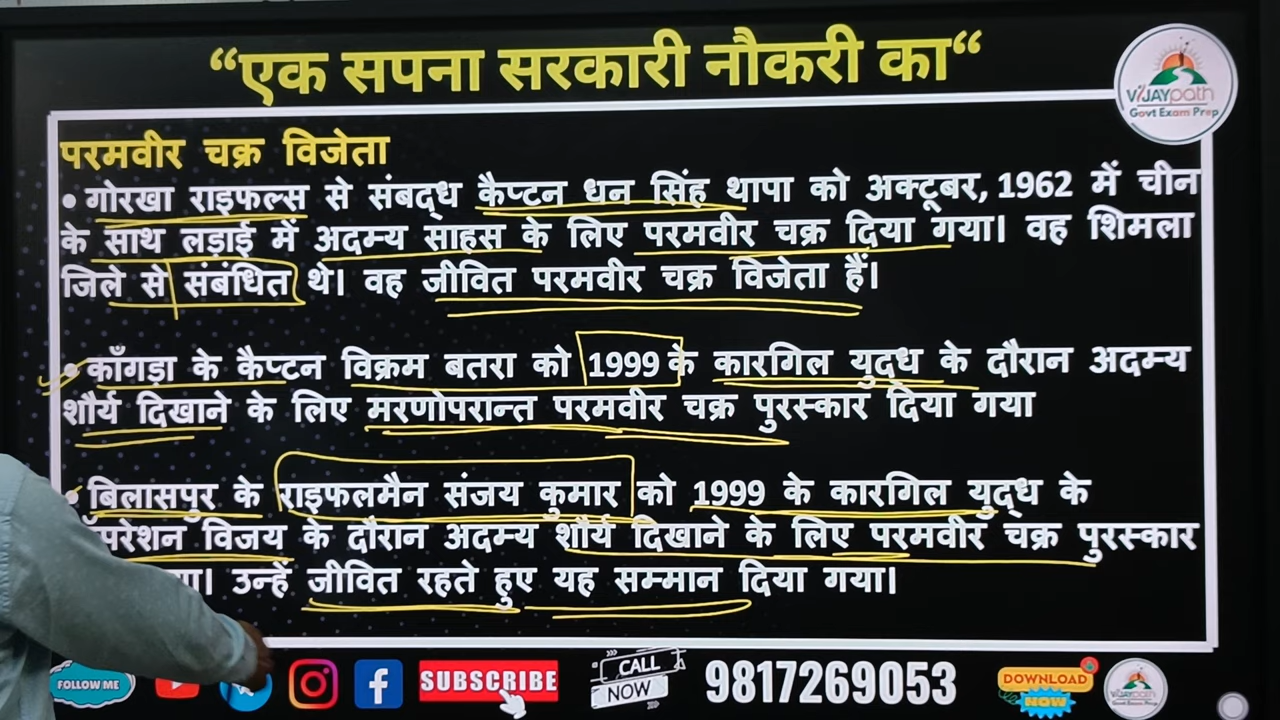 “एक सपना सरकारी नौकरी का“
VIJAYpath
Govt Exam Prep
परमवीर चक्र विजेता
• गोरखा राइफल्स से संबद्ध कैप्टन धन सिंह थापा को अक्टूबर, 1962 में चीन
के साथ लड़ाई में अदम्य साहस के लिए परमवीर चक्र दिया गया। वह शिमला
जिले से संबंधित थे। वह जीवित परमवीर चक्र विजेता हैं।
• काँगड़ा के कैप्टन विक्रम बतरा को 1999 के कारगिल युद्ध के दौरान अदम्य
शौर्य दिखाने के लिए मरणोपरान्त परमवीर चक्र पुरस्कार दिया गया
• बिलासपुर के राइफलमैन संजय कुमार को 1999 के कारगिल युद्ध के
विजय के दौरान अदम्य शौर्य दिखाने के लिए परमवीर चक्र पुरस्कार
उन्हें जीवित रहते हुए यह सम्मान दिया गया।
FOLLOW ME
SUBSCRIBE
CALL
NOW
9817269053
DOWNLOAD
NOW
VIJAYpath